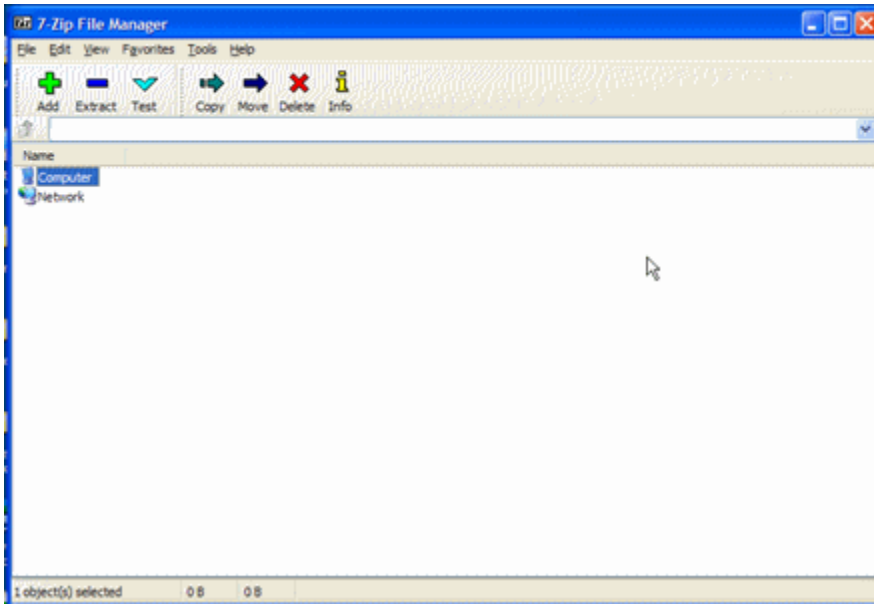 7-Zip File Manager
File Edit View Favorites Tools Help
Add Extract Test Copy Move Delete Info
Name
Computer
Network
1 object(s) selected 0 B 0 B